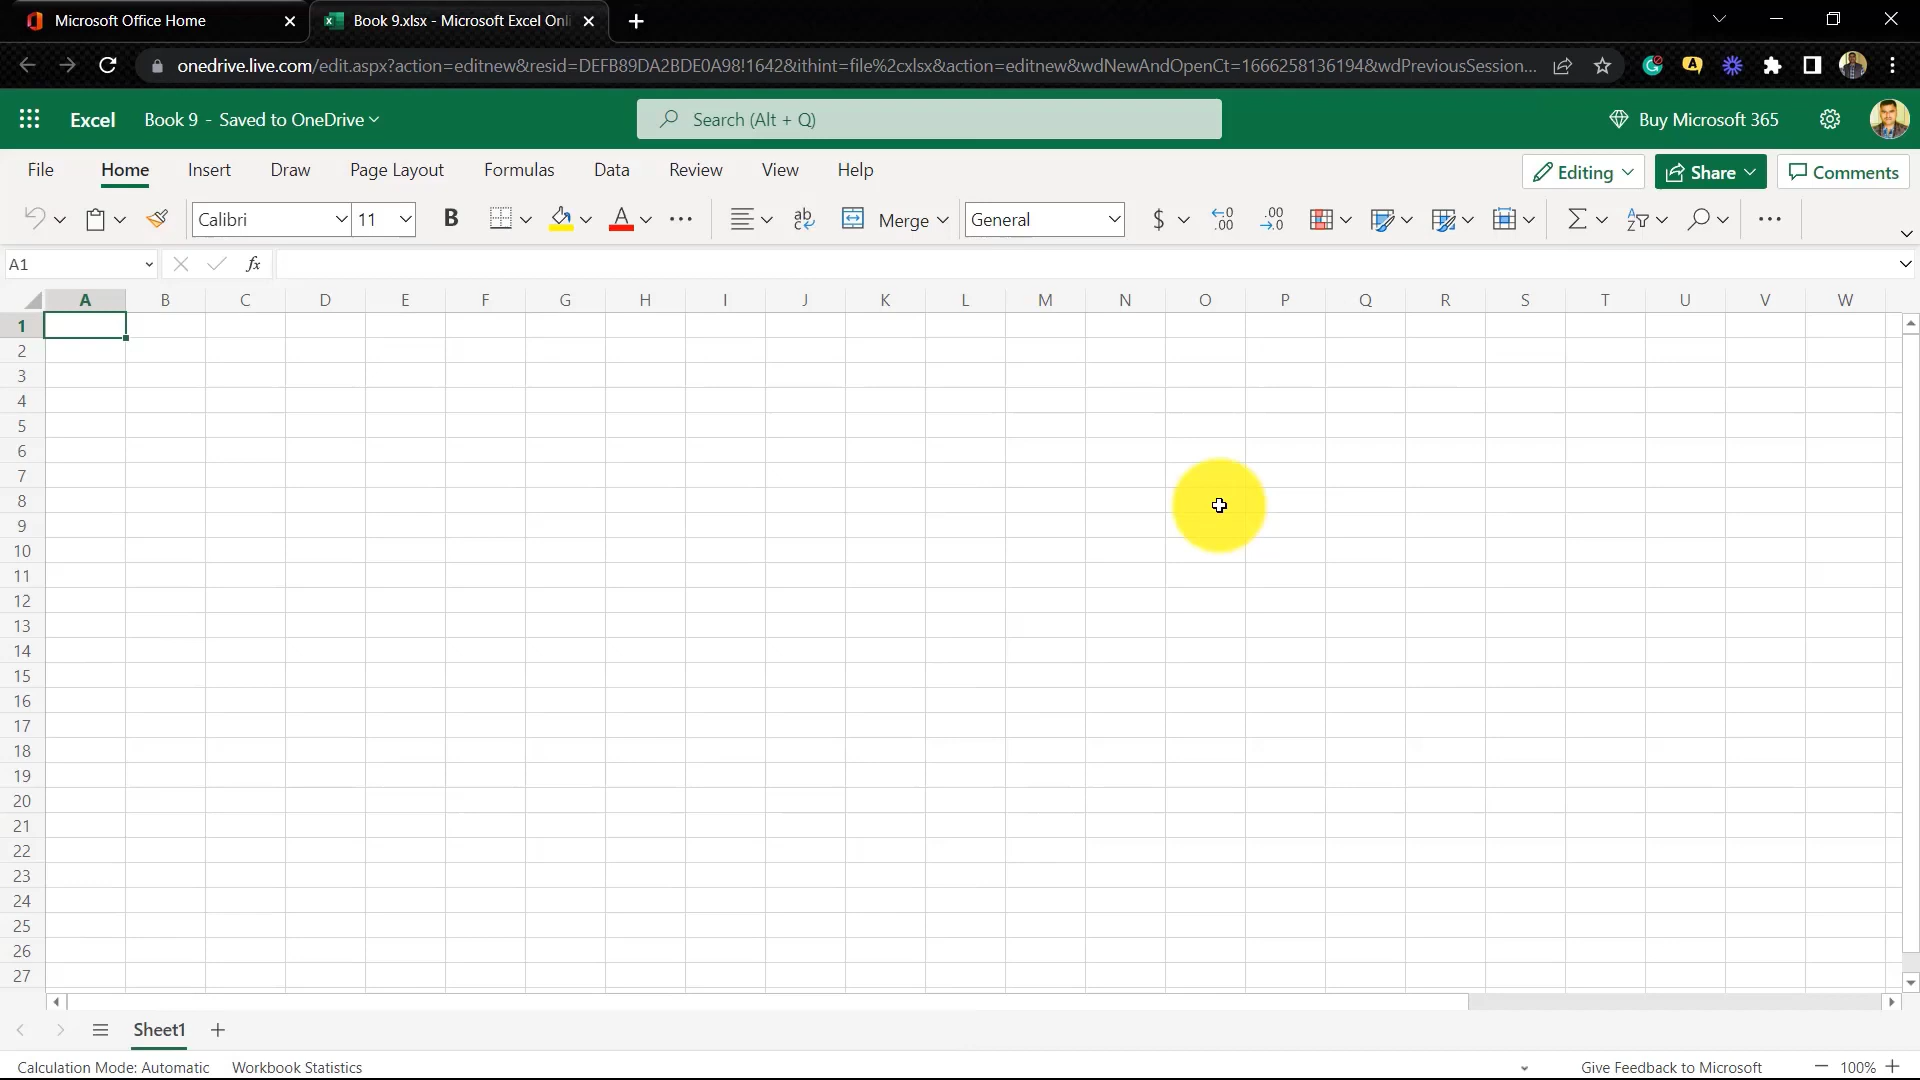 Microsoft Office Home
Book 9.xlsx - Microsoft Excel Onli
onedrive.live.com/edit.aspx?action=editnew&resid=DEFB89DA2BDE0A98!1642&ithint=file%2cxlsx&action=editnew&wdNewAndOpenCt=1666258136194&wdPreviousSession...
Excel Book 9 - Saved to OneDrive Search (Alt + Q) Buy Microsoft 365
File Home Insert Draw Page Layout Formulas Data Review View Help Editing Share Comments
Calibri 11 B A ab Merge General $ .00 .00
A1 fx
A B C D E F G H I J K L M N O P Q R S T U V W
1
2
3
4
5
6
7
8
9
10
11
12
13
14
15
16
17
18
19
20
21
22
23
24
25
26
27
Sheet1
Calculation Mode: Automatic Workbook Statistics Give Feedback to Microsoft 100%